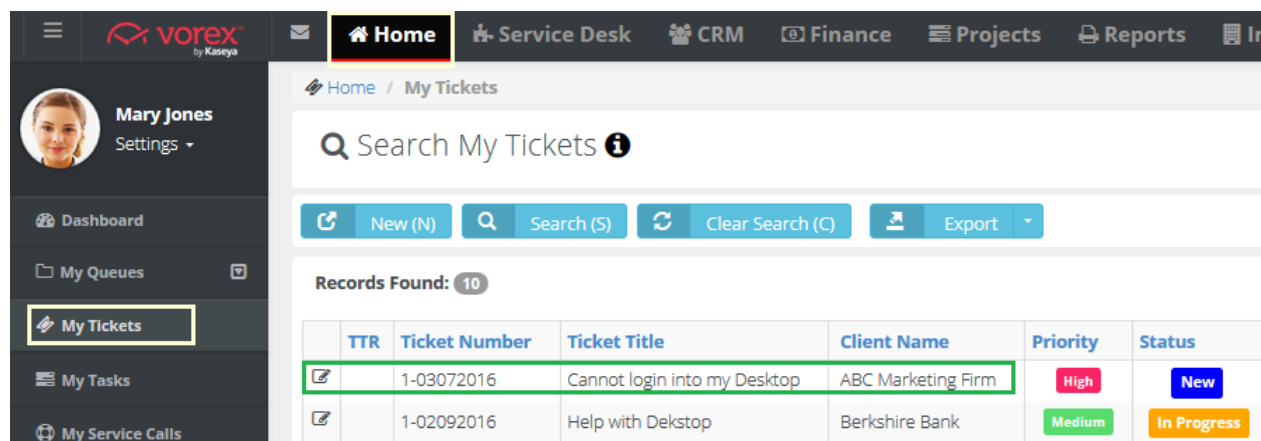 vorex
by Kaseya
Home
Service Desk
CRM
Finance
Projects
Reports
Mary Jones
Settings
Home / My Tickets
Search My Tickets
Dashboard
My Queues
My Tickets
My Tasks
My Service Calls
New (N)
Search (S)
Clear Search (C)
Export
Records Found: 10
TTR Ticket Number Ticket Title Client Name Priority Status
1-03072016 Cannot login into my Desktop ABC Marketing Firm High New
1-02092016 Help with Dekstop Berkshire Bank Medium In Progress